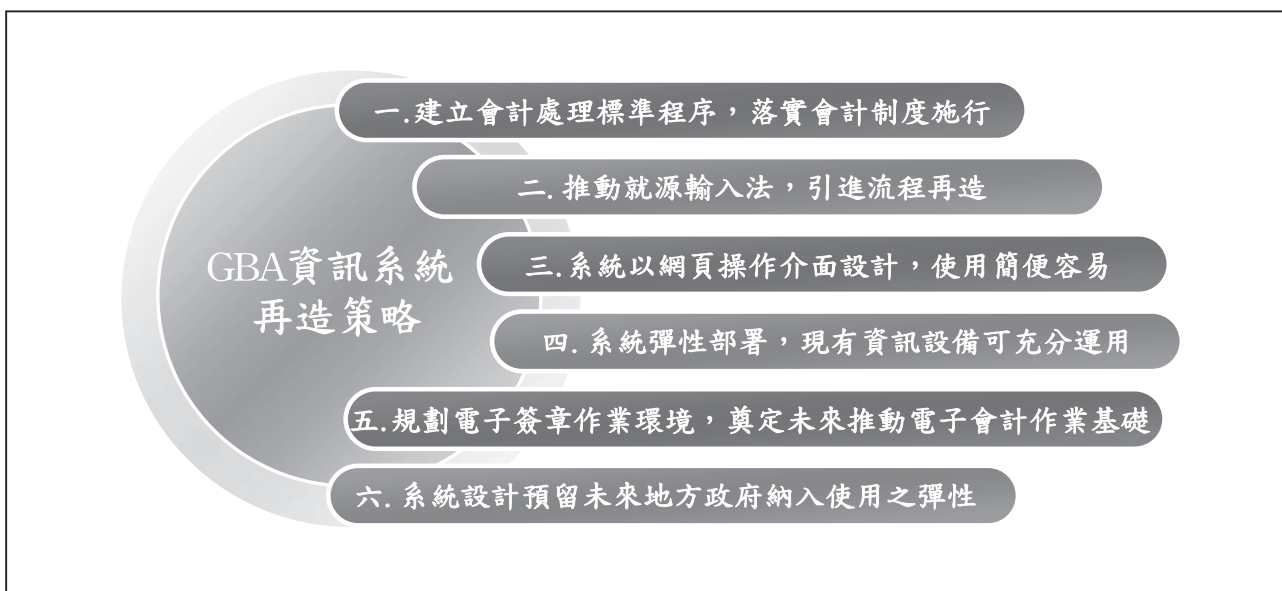 GBA資訊系統
再造策略
一.建立會計處理標準程序，落實會計制度施行
二.推動就源輸入法，引進流程再造
三.系統以網頁操作介面設計，使用簡便容易
四.系統彈性部署，現有資訊設備可充分運用
五.規劃電子簽章作業環境，奠定未來推動電子會計作業基礎
六.系統設計預留未來地方政府納入使用之彈性